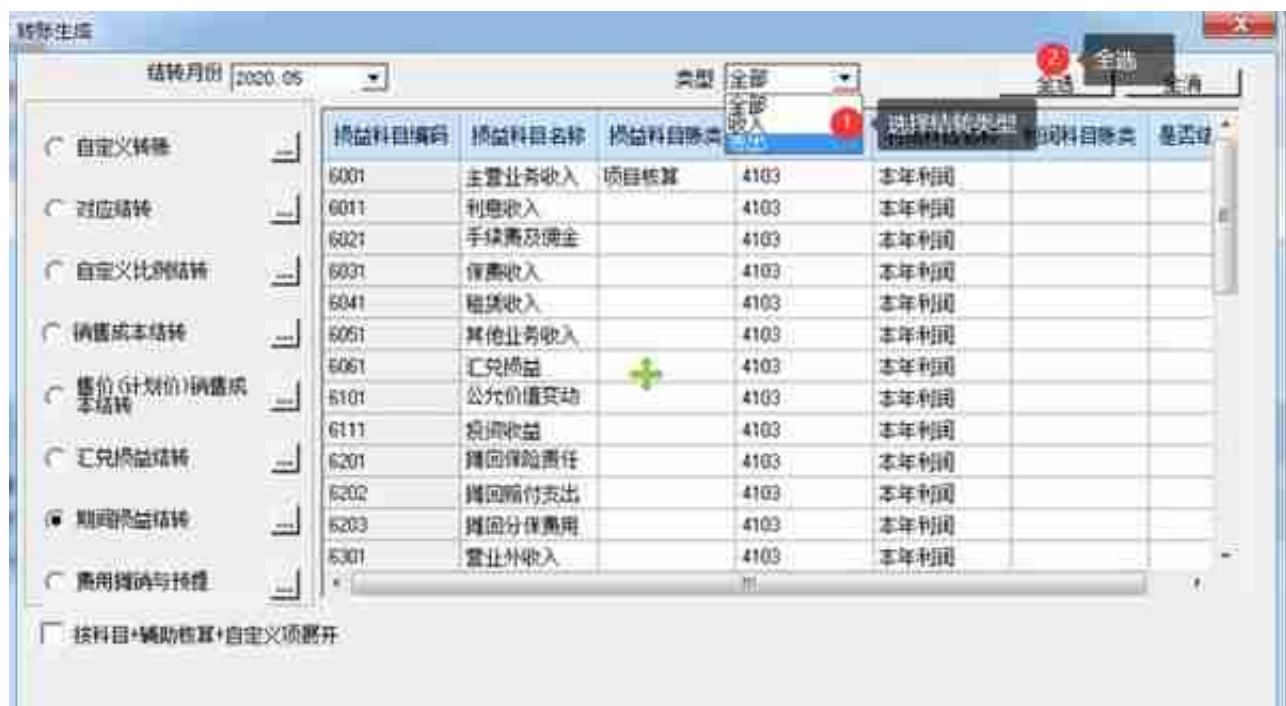 转账生成
结转月份 2020.05 类型 全部 全选 全消
② 全选
全部
收入
① 选择结转类型
自定义转账
对应结转
自定义比例结转
销售成本结转
售价(计划价)销售成本结转
汇兑损益结转
期间损益结转
费用摊销与预提
损益科目编码 损益科目名称 损益科目账类 科目账类 是否结
6001 主营业务收入 项目核算 4103 本年利润
6011 利息收入 4103 本年利润
6021 手续费及佣金 4103 本年利润
6031 保费收入 4103 本年利润
6041 租赁收入 4103 本年利润
6051 其他业务收入 4103 本年利润
6061 汇兑损益 4103 本年利润
6101 公允价值变动 4103 本年利润
6111 投资收益 4103 本年利润
6201 摊回保险责任 4103 本年利润
6202 摊回赔付支出 4103 本年利润
6203 摊回分保费用 4103 本年利润
6301 营业外收入 4103 本年利润
按科目+辅助核算+自定义项展开